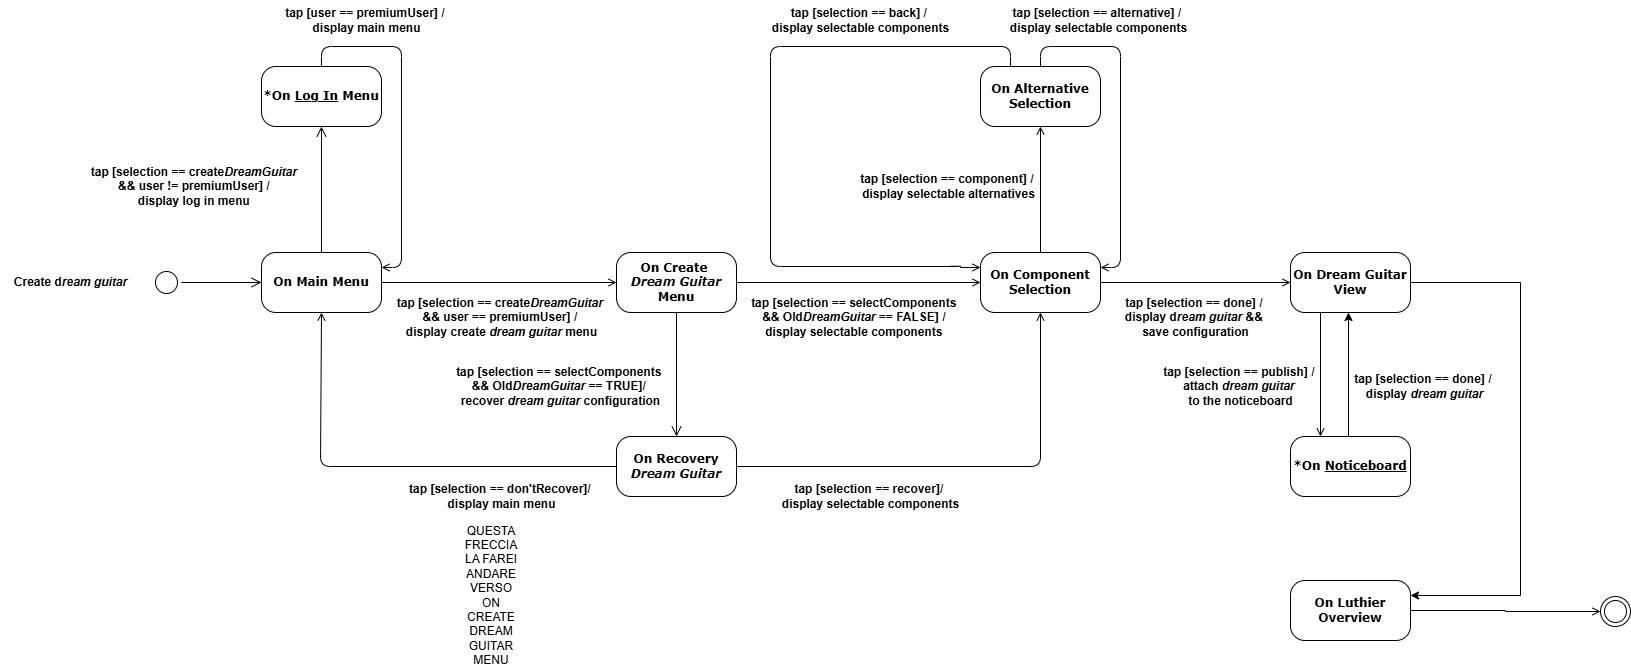 tap [user == premiumUser] /
display main menu
tap [selection == back] /
display selectable components
tap [selection == alternative] /
display selectable components
*On Log In Menu
On Alternative
Selection
tap [selection == createDreamGuitar
&& user != premiumUser] /
display log in menu
tap [selection == component] /
display selectable alternatives
Create dream guitar
On Main Menu
On Create
Dream Guitar
Menu
On Component
Selection
On Dream Guitar
View
tap [selection == createDreamGuitar
&& user == premiumUser] /
display create dream guitar menu
tap [selection == selectComponents
&& OldDreamGuitar == FALSE] /
display selectable components
tap [selection == done] /
display dream guitar &&
save configuration
tap [selection == selectComponents
&& OldDreamGuitar == TRUE]/
recover dream guitar configuration
tap [selection == publish] /
attach dream guitar
to the noticeboard
tap [selection == done] /
display dream guitar
On Recovery
Dream Guitar
*On Noticeboard
tap [selection == don'tRecover]/
display main menu
tap [selection == recover]/
display selectable components
QUESTA
FRECCIA
LA FAREI
ANDARE
VERSO
ON
CREATE
DREAM
GUITAR
MENU
On Luthier
Overview